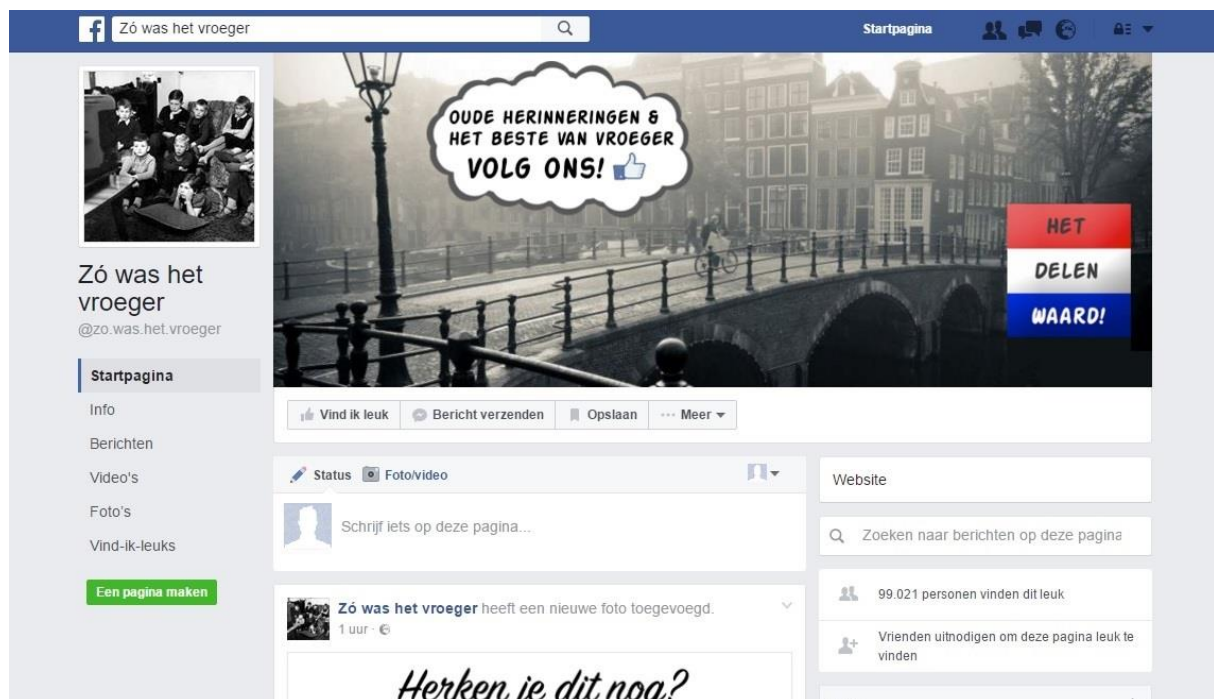 Zó was het vroeger
Startpagina
OUDE HERINNERINGEN &
HET BESTE VAN VROEGER
VOLG ONS!
HET
DELEN
WAARD!
Zó was het
vroeger
@zo.was.het.vroeger
Startpagina
Info
Berichten
Video's
Foto's
Vind-ik-leuks
Een pagina maken
Vind ik leuk
Bericht verzenden
Opslaan
Meer
Status
Foto/video
Schrijf iets op deze pagina...
Zó was het vroeger heeft een nieuwe foto toegevoegd.
1 uur ·
Herken je dit nog?
Website
Zoeken naar berichten op deze pagina
99.021 personen vinden dit leuk
Vrienden uitnodigen om deze pagina leuk te
vinden